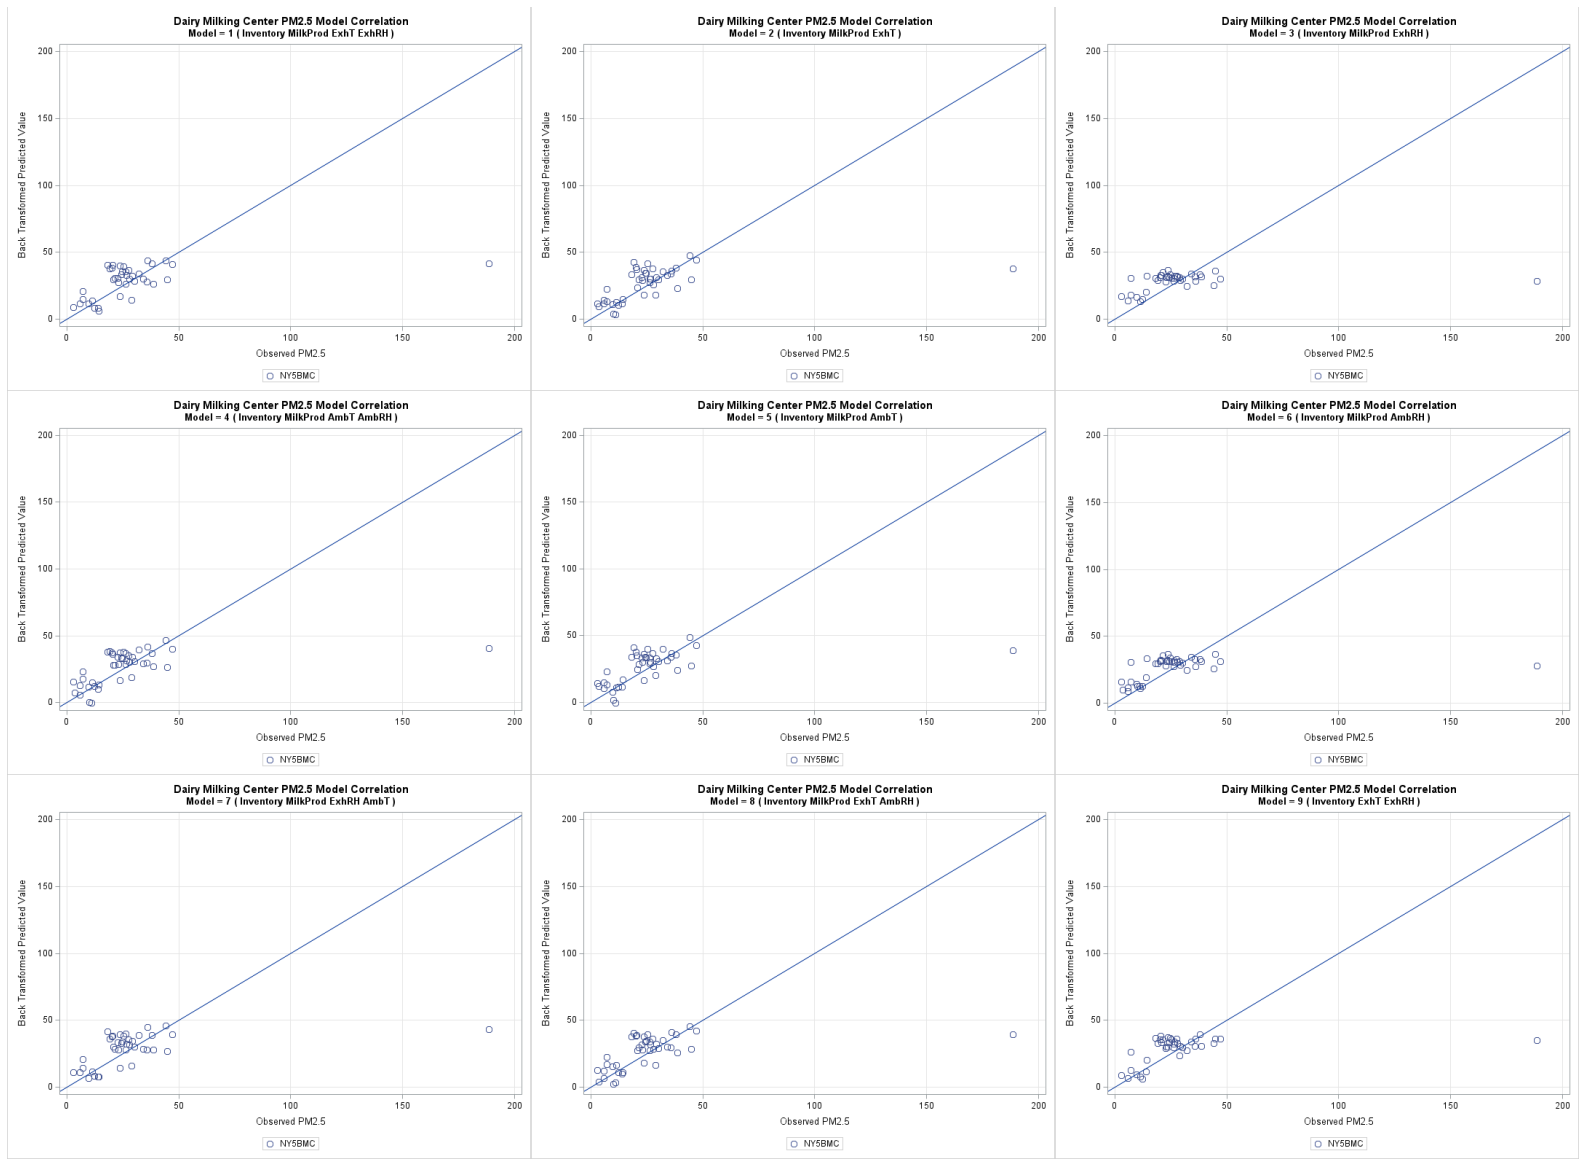 Dairy Milking Center PM2.5 Model Correlation
Model = 1 ( Inventory MilkProd ExhT ExhRH )
200
150
100
50
0
Back Transformed Predicted Value
0 50 100 150 200
Observed PM2.5
NY5BMC
Dairy Milking Center PM2.5 Model Correlation
Model = 2 ( Inventory MilkProd ExhT )
200
150
100
50
0
Back Transformed Predicted Value
0 50 100 150 200
Observed PM2.5
NY5BMC
Dairy Milking Center PM2.5 Model Correlation
Model = 3 ( Inventory MilkProd ExhRH )
200
150
100
50
0
Back Transformed Predicted Value
0 50 100 150 200
Observed PM2.5
NY5BMC
Dairy Milking Center PM2.5 Model Correlation
Model = 4 ( Inventory MilkProd AmbT AmbRH )
200
150
100
50
0
Back Transformed Predicted Value
0 50 100 150 200
Observed PM2.5
NY5BMC
Dairy Milking Center PM2.5 Model Correlation
Model = 5 ( Inventory MilkProd AmbT )
200
150
100
50
0
Back Transformed Predicted Value
0 50 100 150 200
Observed PM2.5
NY5BMC
Dairy Milking Center PM2.5 Model Correlation
Model = 6 ( Inventory MilkProd AmbRH )
200
150
100
50
0
Back Transformed Predicted Value
0 50 100 150 200
Observed PM2.5
NY5BMC
Dairy Milking Center PM2.5 Model Correlation
Model = 7 ( Inventory MilkProd ExhRH AmbT )
200
150
100
50
0
Back Transformed Predicted Value
0 50 100 150 200
Observed PM2.5
NY5BMC
Dairy Milking Center PM2.5 Model Correlation
Model = 8 ( Inventory MilkProd ExhT AmbRH )
200
150
100
50
0
Back Transformed Predicted Value
0 50 100 150 200
Observed PM2.5
NY5BMC
Dairy Milking Center PM2.5 Model Correlation
Model = 9 ( Inventory ExhT ExhRH )
200
150
100
50
0
Back Transformed Predicted Value
0 50 100 150 200
Observed PM2.5
NY5BMC